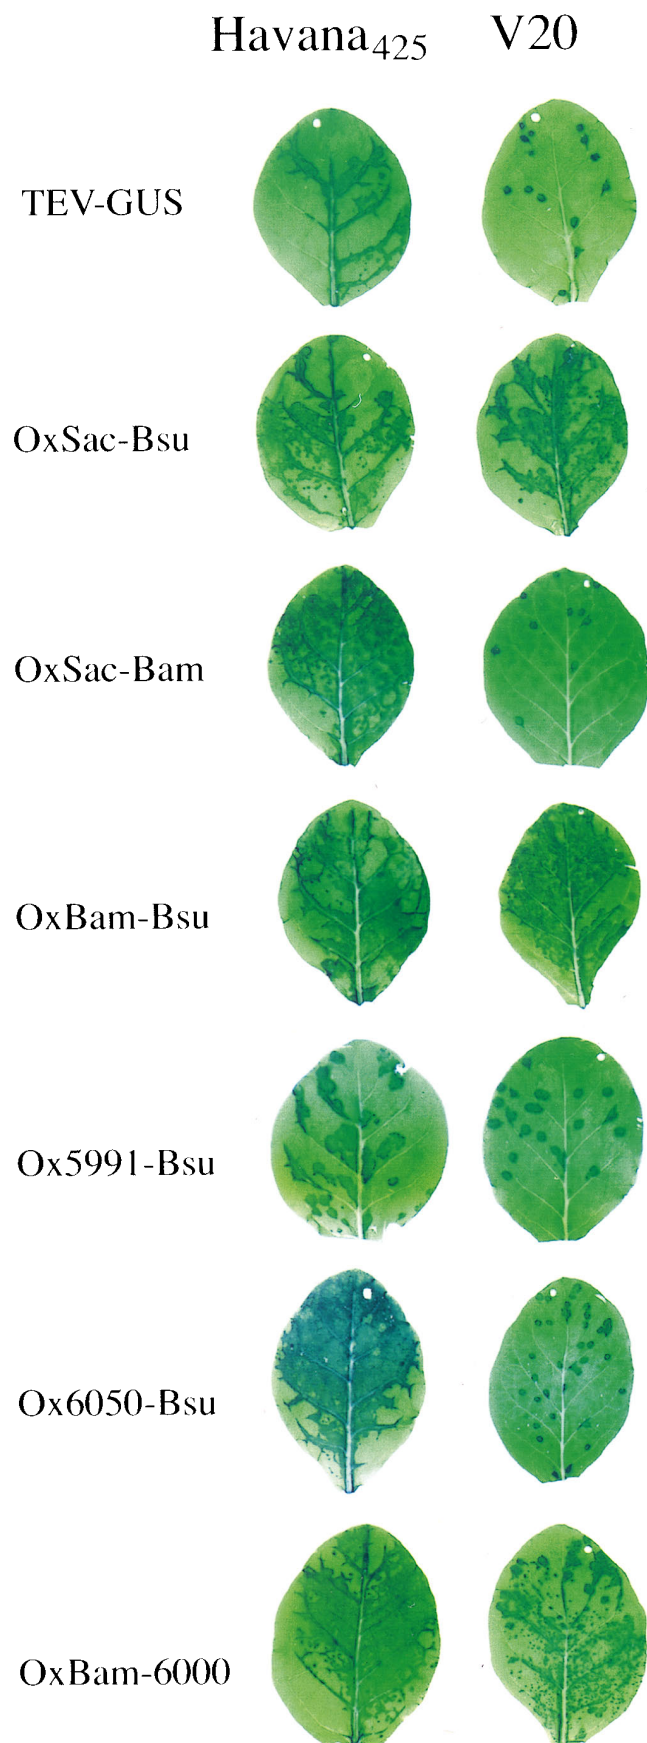 Havana425 V20
TEV-GUS
OxSac-Bsu
OxSac-Bam
OxBam-Bsu
Ox5991-Bsu
Ox6050-Bsu
OxBam-6000